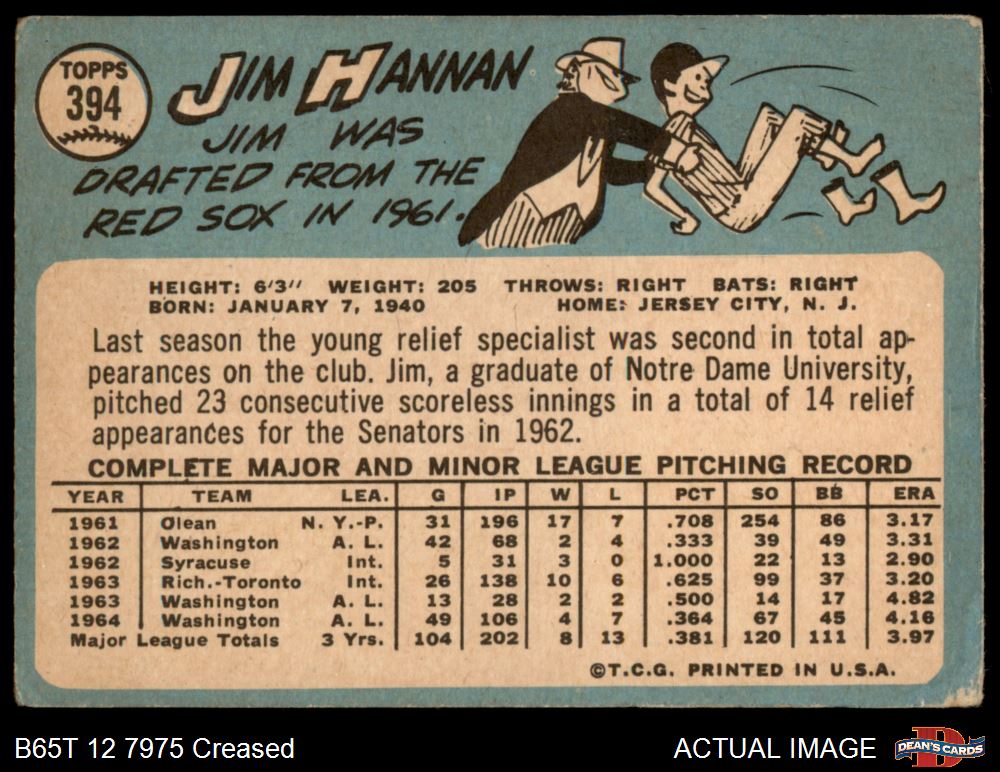 TOPPS
394
JIM HANNAN
JIM WAS
DRAFTED FROM THE
RED SOX IN 1961.
HEIGHT: 6'3" WEIGHT: 205 THROWS: RIGHT BATS: RIGHT
BORN: JANUARY 7, 1940 HOME: JERSEY CITY, N. J.
Last season the young relief specialist was second in total ap-
pearances on the club. Jim, a graduate of Notre Dame University,
pitched 23 consecutive scoreless innings in a total of 14 relief
appearances for the Senators in 1962.
COMPLETE MAJOR AND MINOR LEAGUE PITCHING RECORD
YEAR TEAM LEA. G IP W L PCT SO BB ERA
1961 Olean N. Y.-P. 31 196 17 7 .708 254 86 3.17
1962 Washington A. L. 42 68 2 4 .333 39 49 3.31
1962 Syracuse Int. 5 31 3 0 1.000 22 13 2.90
1963 Rich.-Toronto Int. 26 138 10 6 .625 99 37 3.20
1963 Washington A. L. 13 28 2 2 .500 14 17 4.82
1964 Washington A. L. 49 106 4 7 .364 67 45 4.16
Major League Totals 3 Yrs. 104 202 8 13 .381 120 111 3.97
©T.C.G. PRINTED IN U.S.A.
B65T 12 7975 Creased
ACTUAL IMAGE
D
DEAN'S CARDS